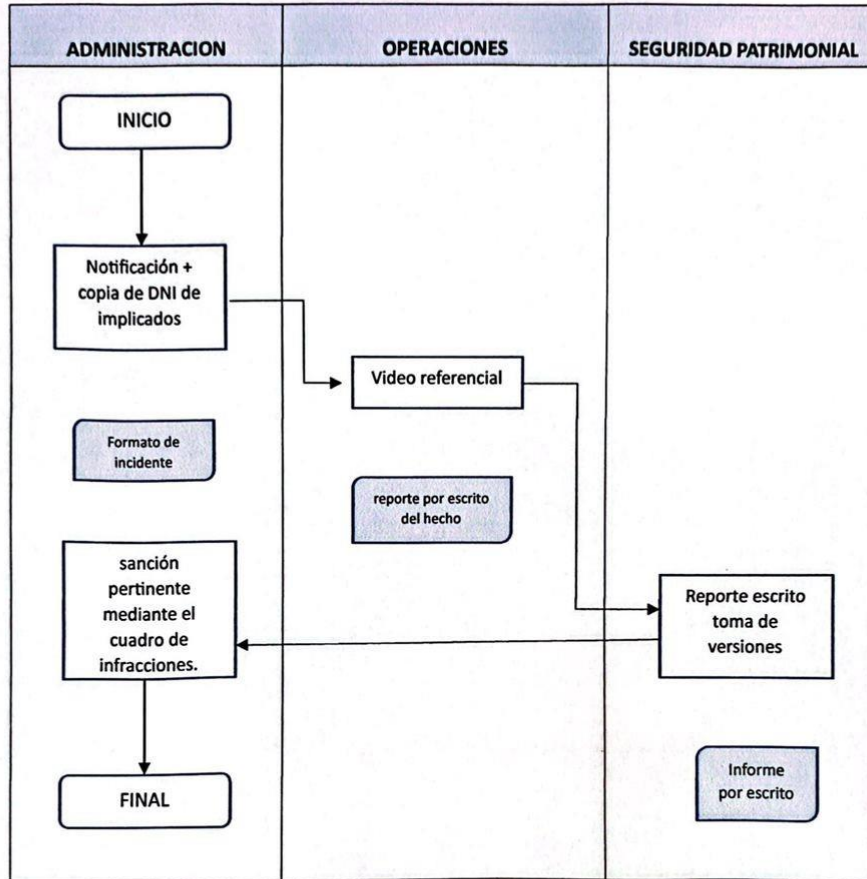 ADMINISTRACION
OPERACIONES
SEGURIDAD PATRIMONIAL
INICIO
Notificación +
copia de DNI de
implicados
Video referencial
Formato de
incidente
reporte por escrito
del hecho
sanción
pertinente
mediante el
cuadro de
infracciones.
Reporte escrito
toma de
versiones
Informe
por escrito
FINAL